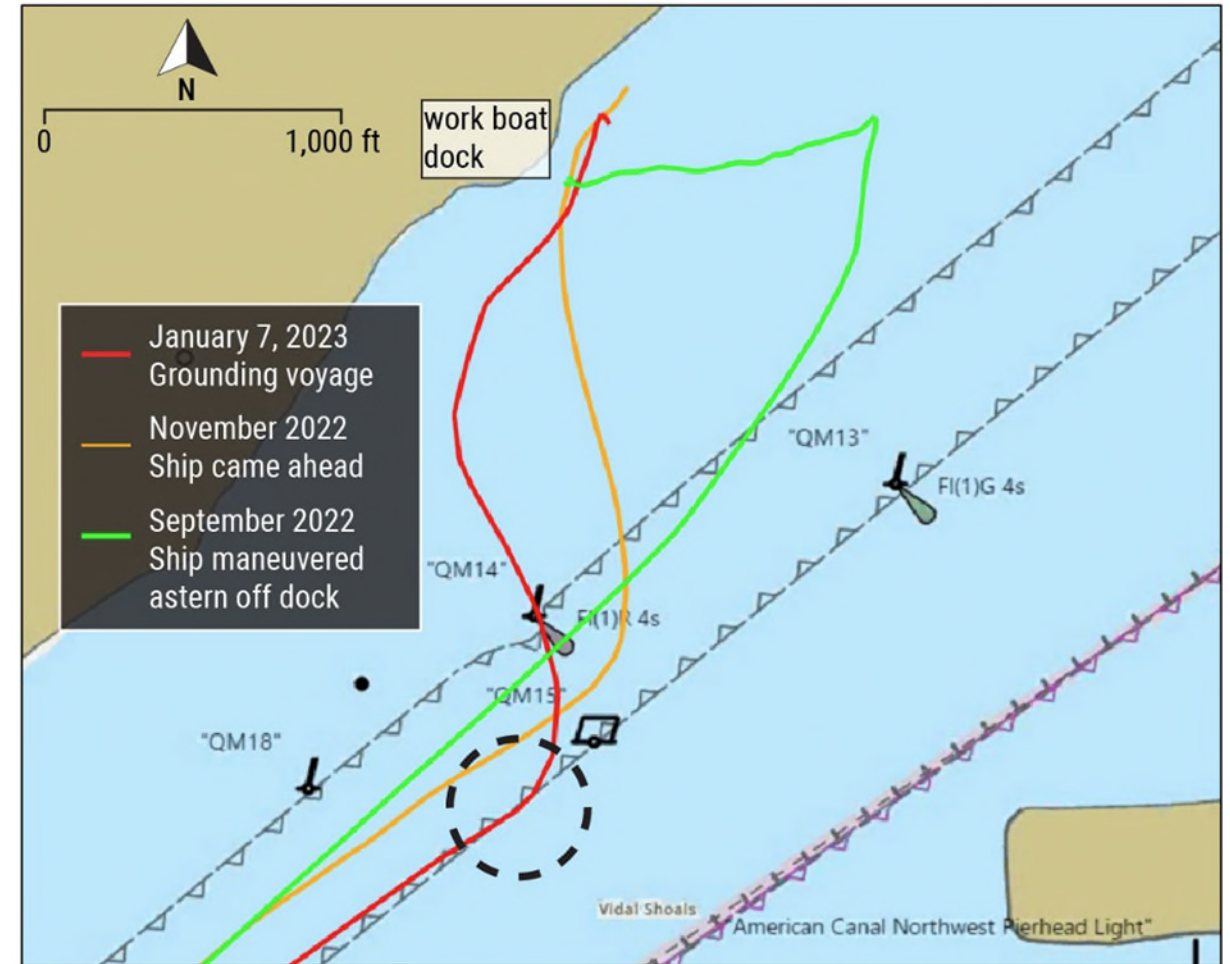 N
0
1,000 ft
work boat
dock
January 7, 2023
Grounding voyage
November 2022
Ship came ahead
September 2022
Ship maneuvered
astern off dock
"QM13"
Fl(1)G 4s
"QM14"
Fl(1)R 4s
"QM15"
"QM18"
Vidal Shoals
American Canal Northwest Pierhead Light"